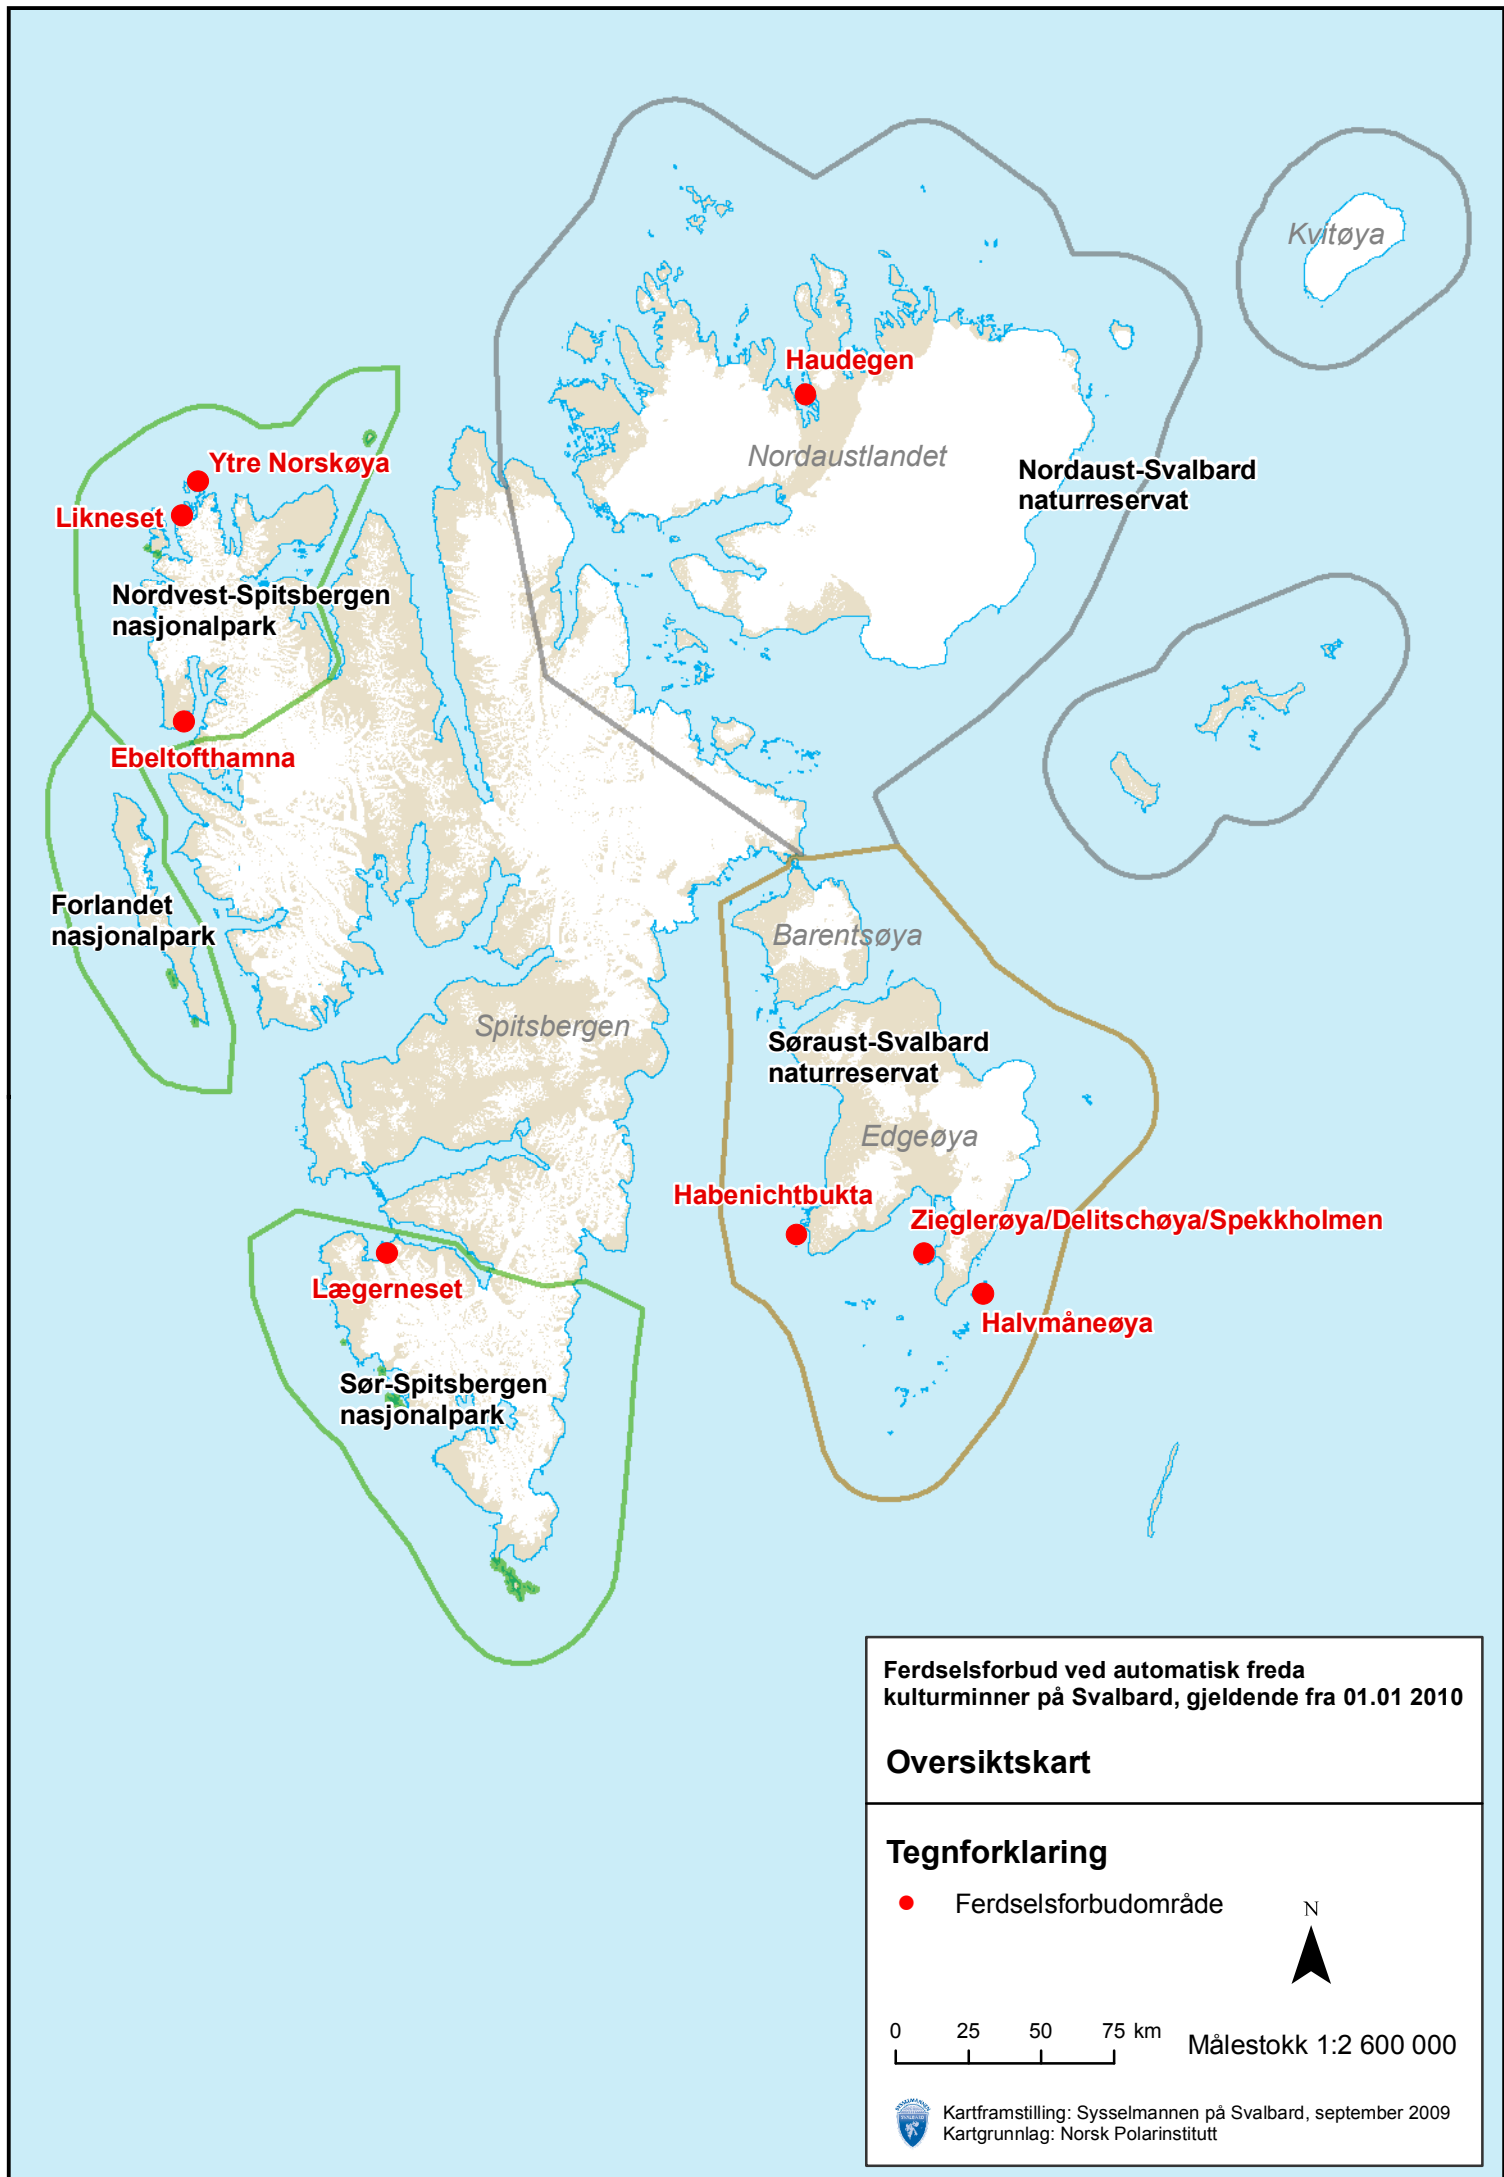 Kvitøya
Haudegen
Nordaustlandet
Nordaust-Svalbard
naturreservat
Ytre Norskøya
Likneset
Nordvest-Spitsbergen
nasjonalpark
Ebeltofthamna
Forlandet
nasjonalpark
Barentsøya
Spitsbergen
Søraust-Svalbard
naturreservat
Edgeøya
Habenichtbukta
Zieglerøya/Delitschøya/Spekkholmen
Halvmåneøya
Lægerneset
Sør-Spitsbergen
nasjonalpark
Ferdselsforbud ved automatisk freda
kulturminner på Svalbard, gjeldende fra 01.01 2010
Oversiktskart
Tegnforklaring
Ferdselsforbudområde
N
0 25 50 75 km
Målestokk 1:2 600 000
Kartframstilling: Sysselmannen på Svalbard, september 2009
Kartgrunnlag: Norsk Polarinstitutt